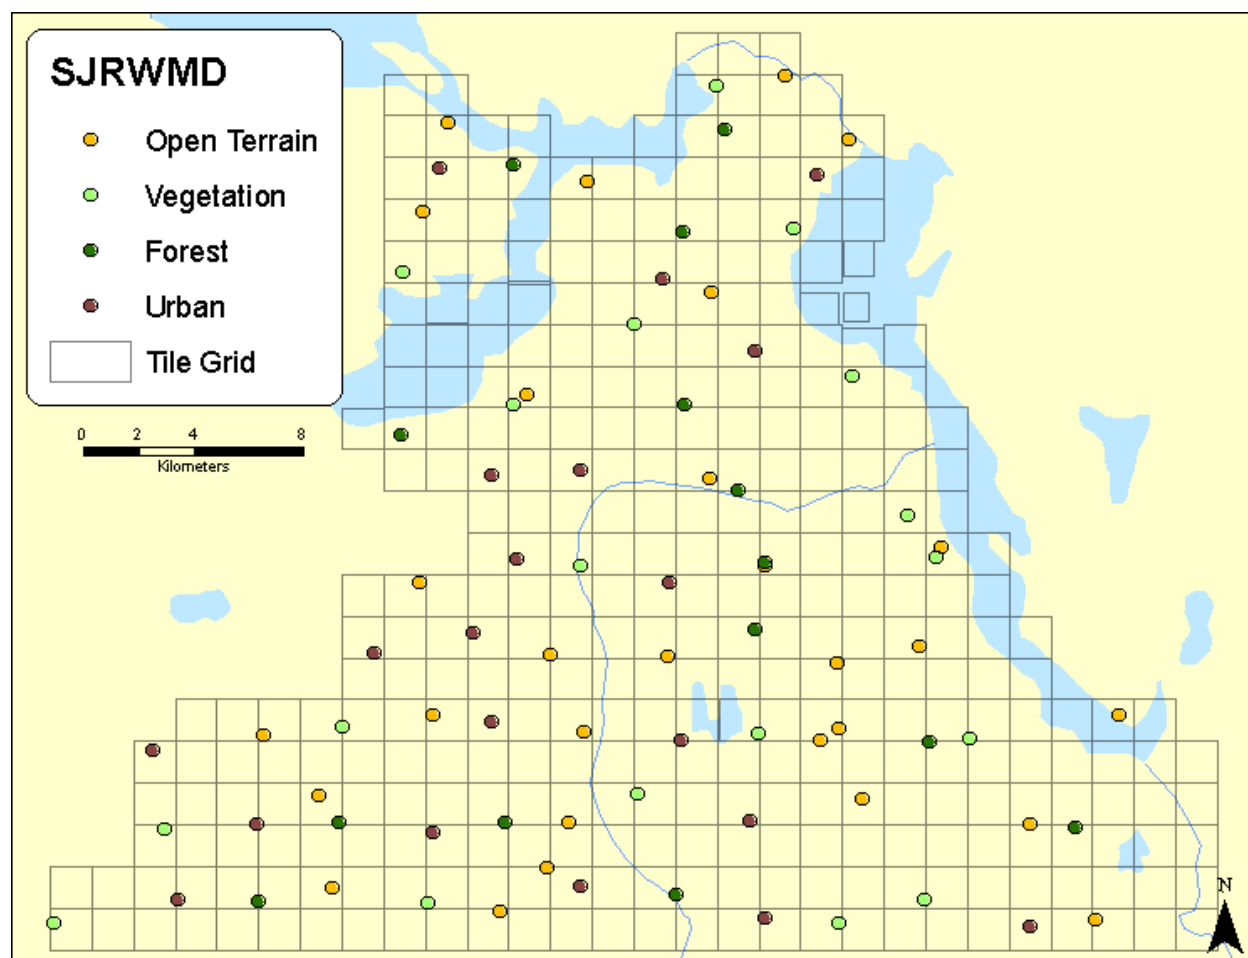 SJRWMD
Open Terrain
Vegetation
Forest
Urban
Tile Grid
0 2 4 8
Kilometers
N